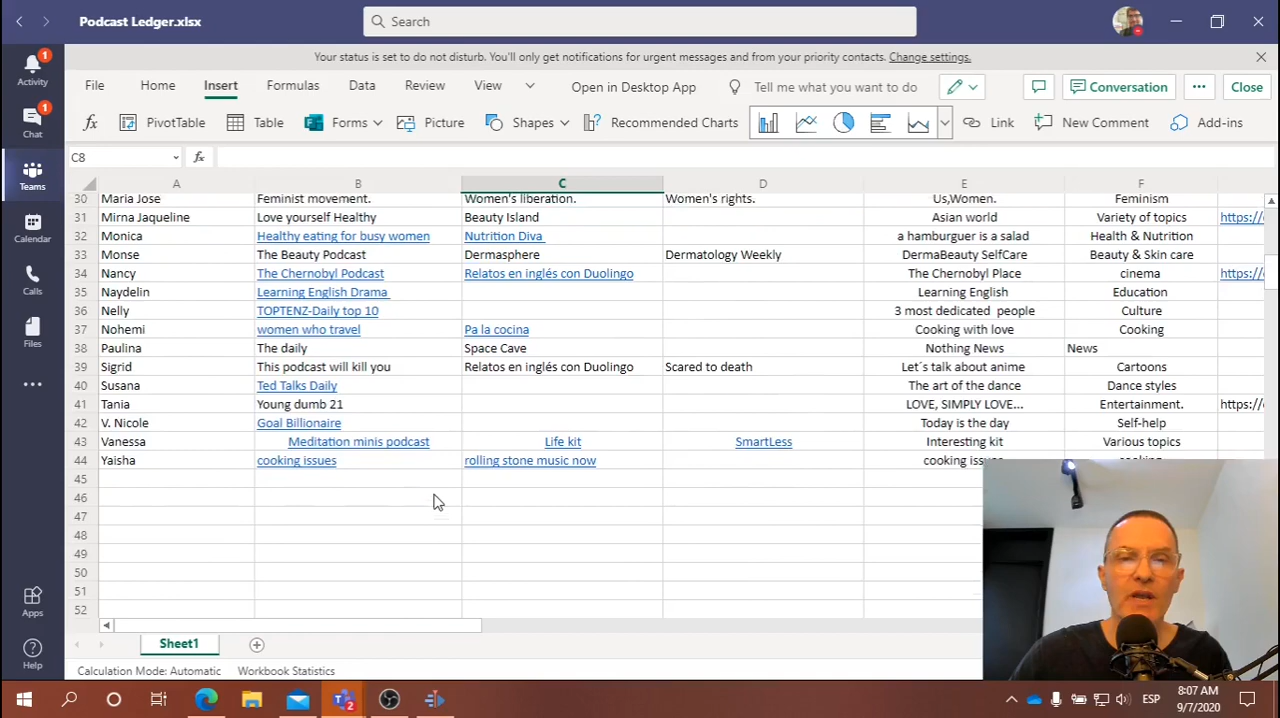 Podcast Ledger.xlsx
Search
Your status is set to do not disturb. You'll only get notifications for urgent messages and from your priority contacts. Change settings.
Activity
1
Chat
1
Teams
Calendar
Calls
Files
Apps
Help
File Home Insert Formulas Data Review View Open in Desktop App Tell me what you want to do Conversation Close
fx PivotTable Table Forms Picture Shapes Recommended Charts Link New Comment Add-ins
C8 fx
A B C D E F
30 Maria Jose Feminist movement. Women's liberation. Women's rights. Us,Women. Feminism
31 Mirna Jaqueline Love yourself Healthy Beauty Island Asian world Variety of topics https://
32 Monica Healthy eating for busy women Nutrition Diva a hamburguer is a salad Health & Nutrition
33 Monse The Beauty Podcast Dermasphere Dermatology Weekly DermaBeauty SelfCare Beauty & Skin care
34 Nancy The Chernobyl Podcast Relatos en inglés con Duolingo The Chernobyl Place cinema https://
35 Naydelin Learning English Drama Learning English Education
36 Nelly TOPTENZ-Daily top 10 3 most dedicated people Culture
37 Nohemi women who travel Pa la cocina Cooking with love Cooking
38 Paulina The daily Space Cave Nothing News News
39 Sigrid This podcast will kill you Relatos en inglés con Duolingo Scared to death Let´s talk about anime Cartoons
40 Susana Ted Talks Daily The art of the dance Dance styles
41 Tania Young dumb 21 LOVE, SIMPLY LOVE... Entertainment. https://
42 V. Nicole Goal Billionaire Today is the day Self-help
43 Vanessa Meditation minis podcast Life kit SmartLess Interesting kit Various topics
44 Yaisha cooking issues rolling stone music now cooking
45
46
47
48
49
50
51
52
Sheet1
Calculation Mode: Automatic Workbook Statistics
ESP
8:07 AM
9/7/2020